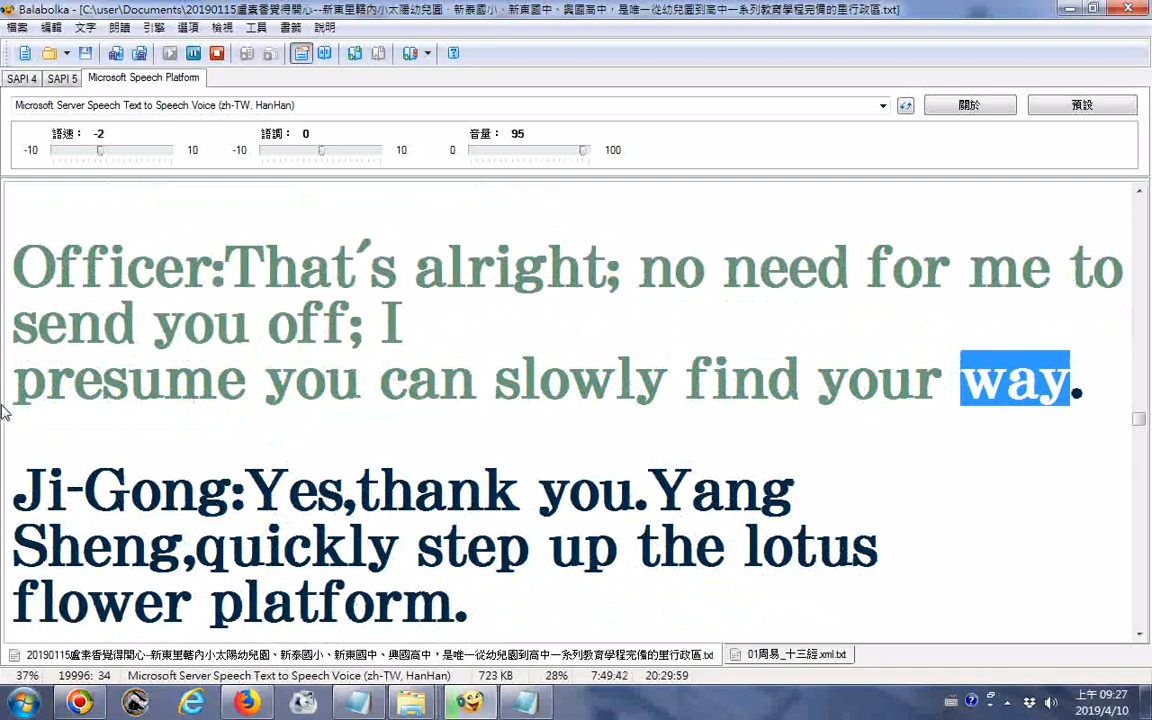 Balabolka - [C:\user\Documents\20190115盧素香覺得開心--新東里轄內小太陽幼兒園、新泰國小、新東國中、興國高中，是唯一從幼兒園到高中一系列教育學程完備的里行政區.txt]
檔案 編輯 文字 朗讀 引擎 選項 檢視 工具 書籤 說明
SAPI 4 SAPI 5 Microsoft Speech Platform
Microsoft Server Speech Text to Speech Voice (zh-TW, HanHan) 關於 預設
語速： -2 語調： 0 音量： 95
-10 10 -10 10 0 100
Officer:That's alright; no need for me to
send you off; I
presume you can slowly find your way.
Ji-Gong:Yes,thank you.Yang
Sheng,quickly step up the lotus
flower platform.
20190115盧素香覺得開心--新東里轄內小太陽幼兒園、新泰國小、新東國中、興國高中，是唯一從幼兒園到高中一系列教育學程完備的里行政區.txt 01周易_十三經.xml.txt
37% 19996: 34 Microsoft Server Speech Text to Speech Voice (zh-TW, HanHan) 723 KB 28% 7:49:42 20:29:59
上午 09:27
2019/4/10